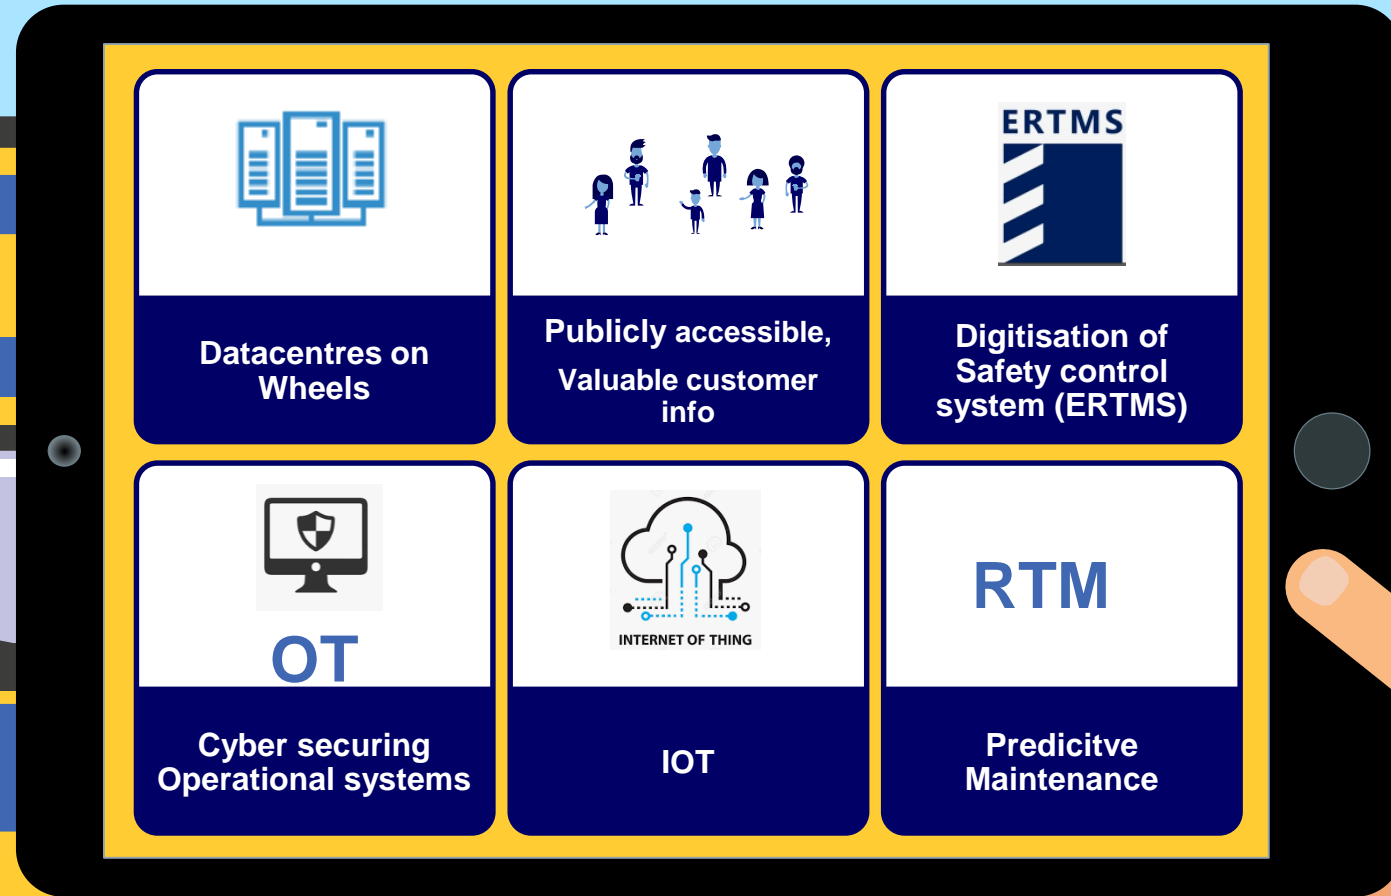 Datacentres on
Wheels
Publicly accessible,
Valuable customer
info
ERTMS
Digitisation of
Safety control
system (ERTMS)
OT
Cyber securing
Operational systems
INTERNET OF THING
IOT
RTM
Predicitve
Maintenance